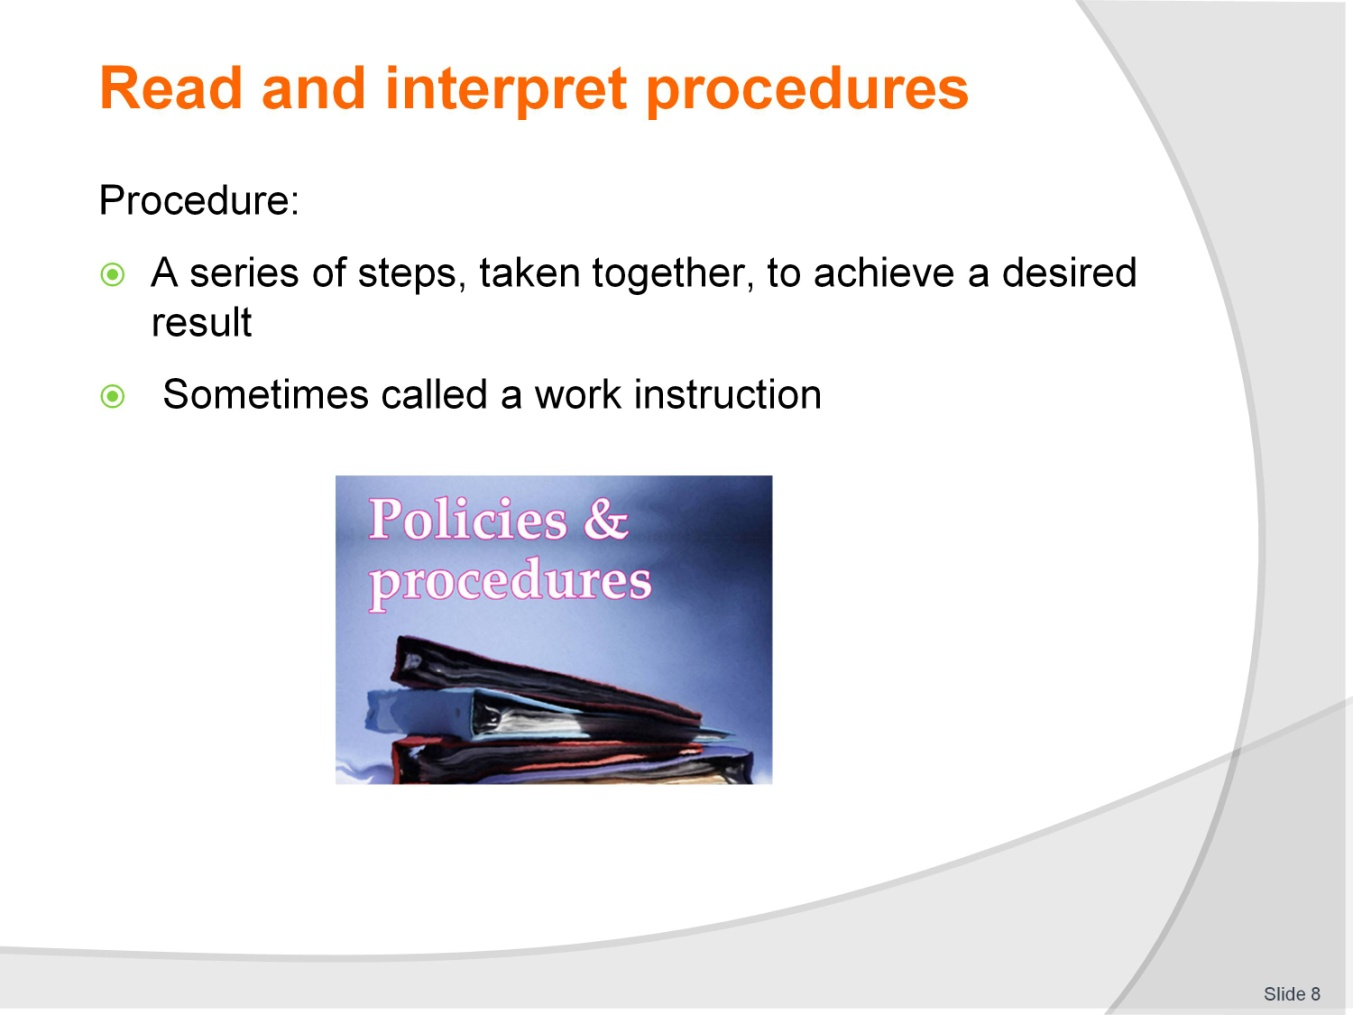 Read and interpret procedures
Procedure:
A series of steps, taken together, to achieve a desired
result
Sometimes called a work instruction
Policies &
procedures
Slide 8